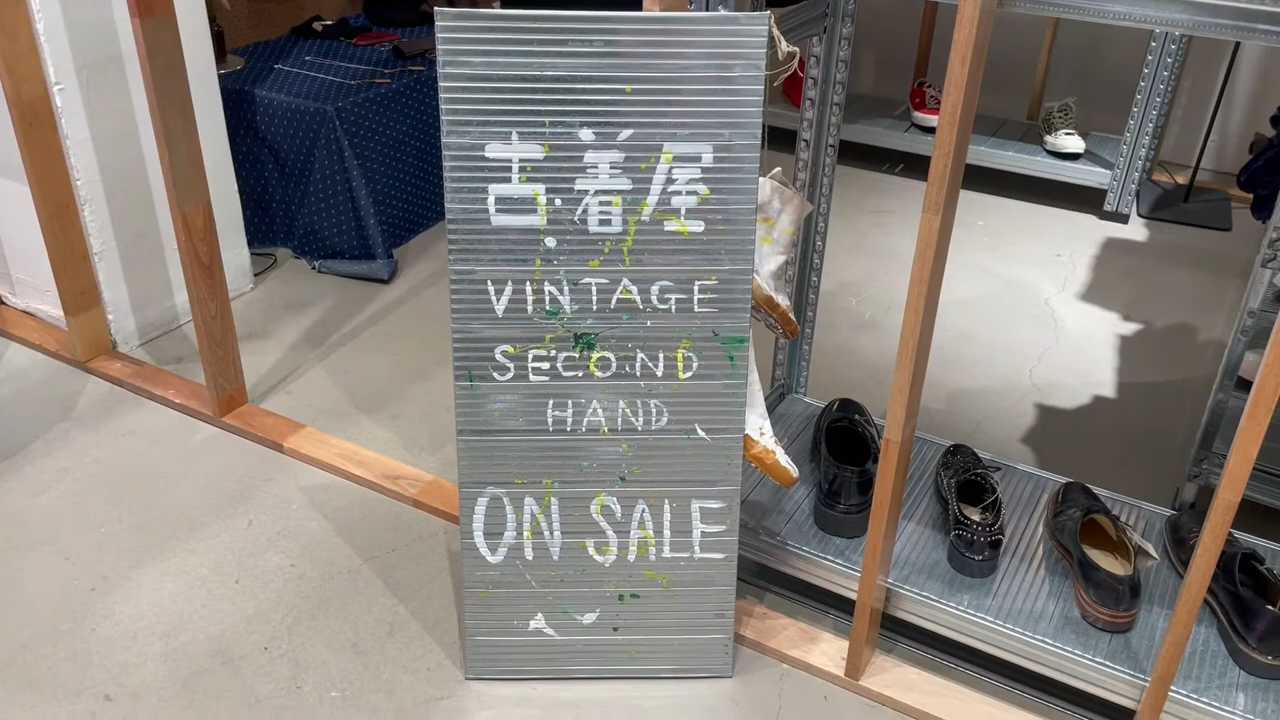 古着屋
VINTAGE
SECOND
HAND
ON SALE